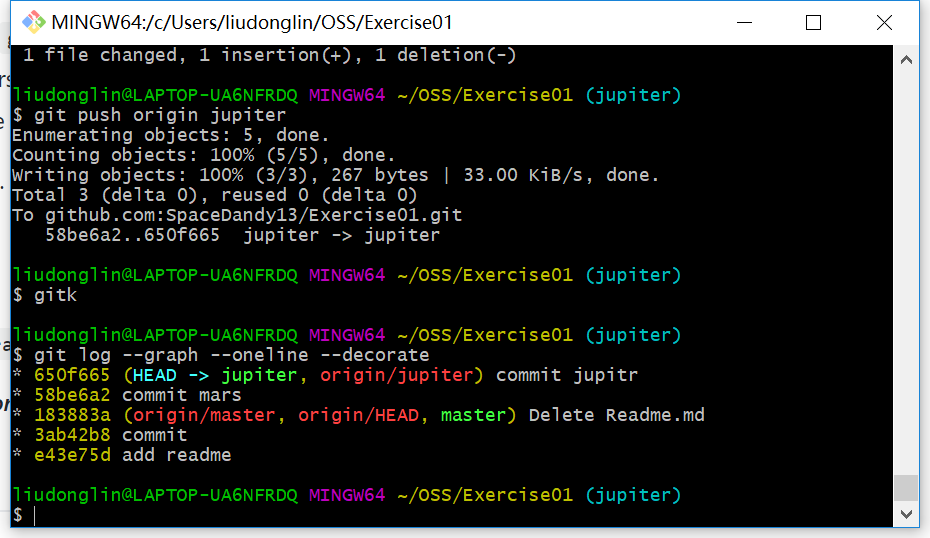 MINGW64:/c/Users/liudonglin/OSS/Exercise01
1 file changed, 1 insertion(+), 1 deletion(-)
liudonglin@LAPTOP-UA6NFRDQ MINGW64 ~/OSS/Exercise01 (jupiter)
$ git push origin jupiter
Enumerating objects: 5, done.
Counting objects: 100% (5/5), done.
Writing objects: 100% (3/3), 267 bytes | 33.00 KiB/s, done.
Total 3 (delta 0), reused 0 (delta 0)
To github.com:SpaceDandy13/Exercise01.git
58be6a2..650f665 jupiter -> jupiter
liudonglin@LAPTOP-UA6NFRDQ MINGW64 ~/OSS/Exercise01 (jupiter)
$ gitk
liudonglin@LAPTOP-UA6NFRDQ MINGW64 ~/OSS/Exercise01 (jupiter)
$ git log --graph --oneline --decorate
* 650f665 (HEAD -> jupiter, origin/jupiter) commit jupitr
* 58be6a2 commit mars
* 183883a (origin/master, origin/HEAD, master) Delete Readme.md
* 3ab42b8 commit
* e43e75d add readme
liudonglin@LAPTOP-UA6NFRDQ MINGW64 ~/OSS/Exercise01 (jupiter)
$